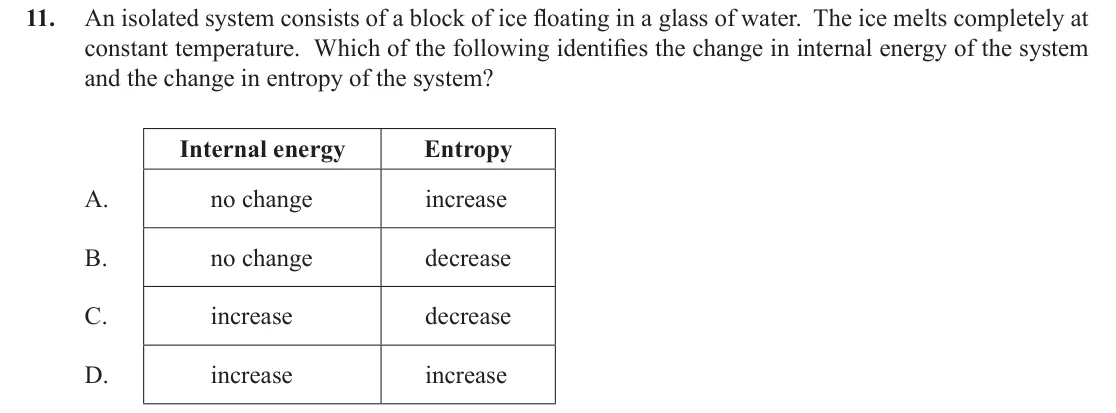 11. An isolated system consists of a block of ice floating in a glass of water. The ice melts completely at
constant temperature. Which of the following identifies the change in internal energy of the system
and the change in entropy of the system?
Internal energy Entropy
A. no change increase
B. no change decrease
C. increase decrease
D. increase increase